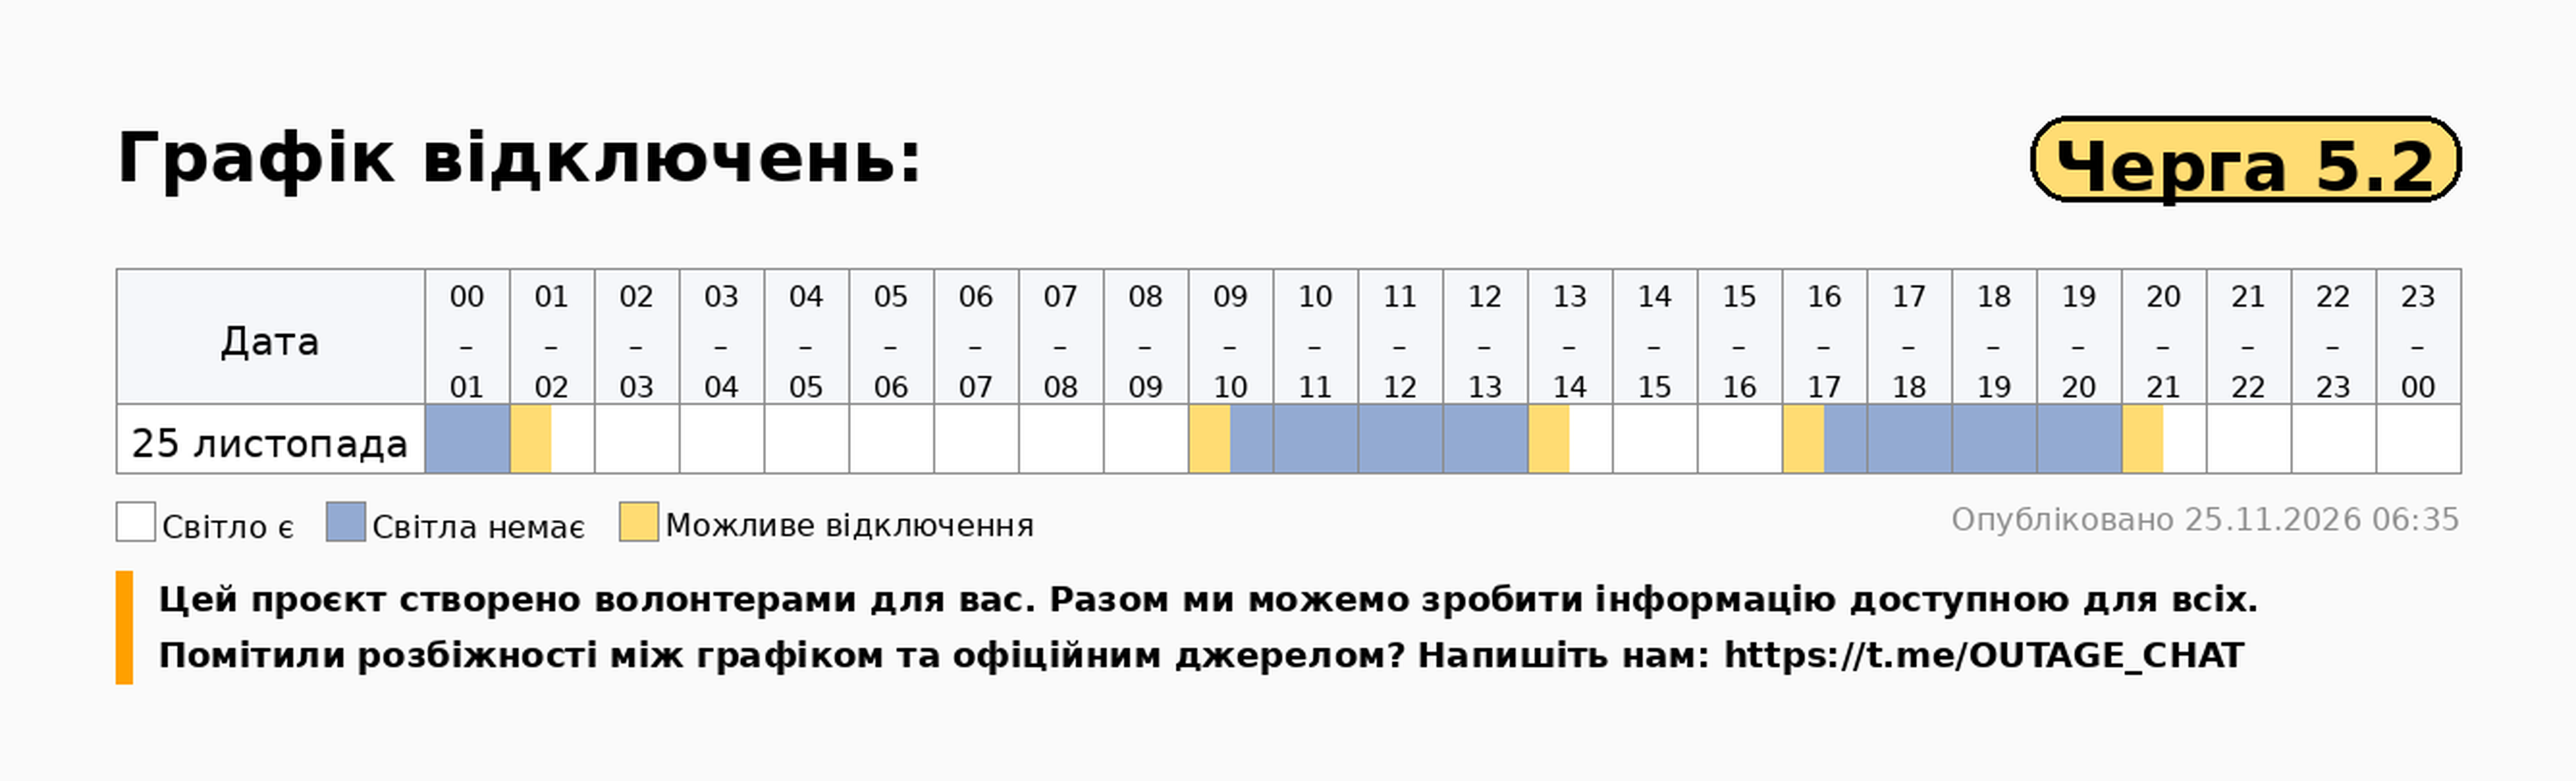 Графік відключень:
Черга 5.2
Дата
00 – 01
01 – 02
02 – 03
03 – 04
04 – 05
05 – 06
06 – 07
07 – 08
08 – 09
09 – 10
10 – 11
11 – 12
12 – 13
13 – 14
14 – 15
15 – 16
16 – 17
17 – 18
18 – 19
19 – 20
20 – 21
21 – 22
22 – 23
23 – 00
25 листопада
Світло є
Світла немає
Можливе відключення
Опубліковано 25.11.2026 06:35
Цей проєкт створено волонтерами для вас. Разом ми можемо зробити інформацію доступною для всіх.
Помітили розбіжності між графіком та офіційним джерелом? Напишіть нам: https://t.me/OUTAGE_CHAT